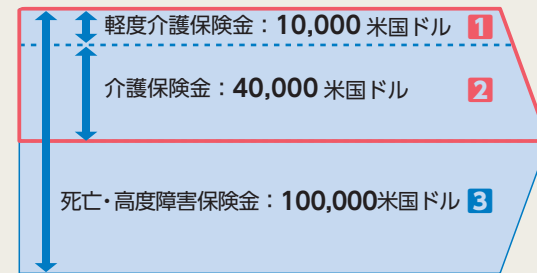 軽度介護保険金：10,000 米国ドル 1
介護保険金：40,000 米国ドル 2
死亡・高度障害保険金：100,000米国ドル 3